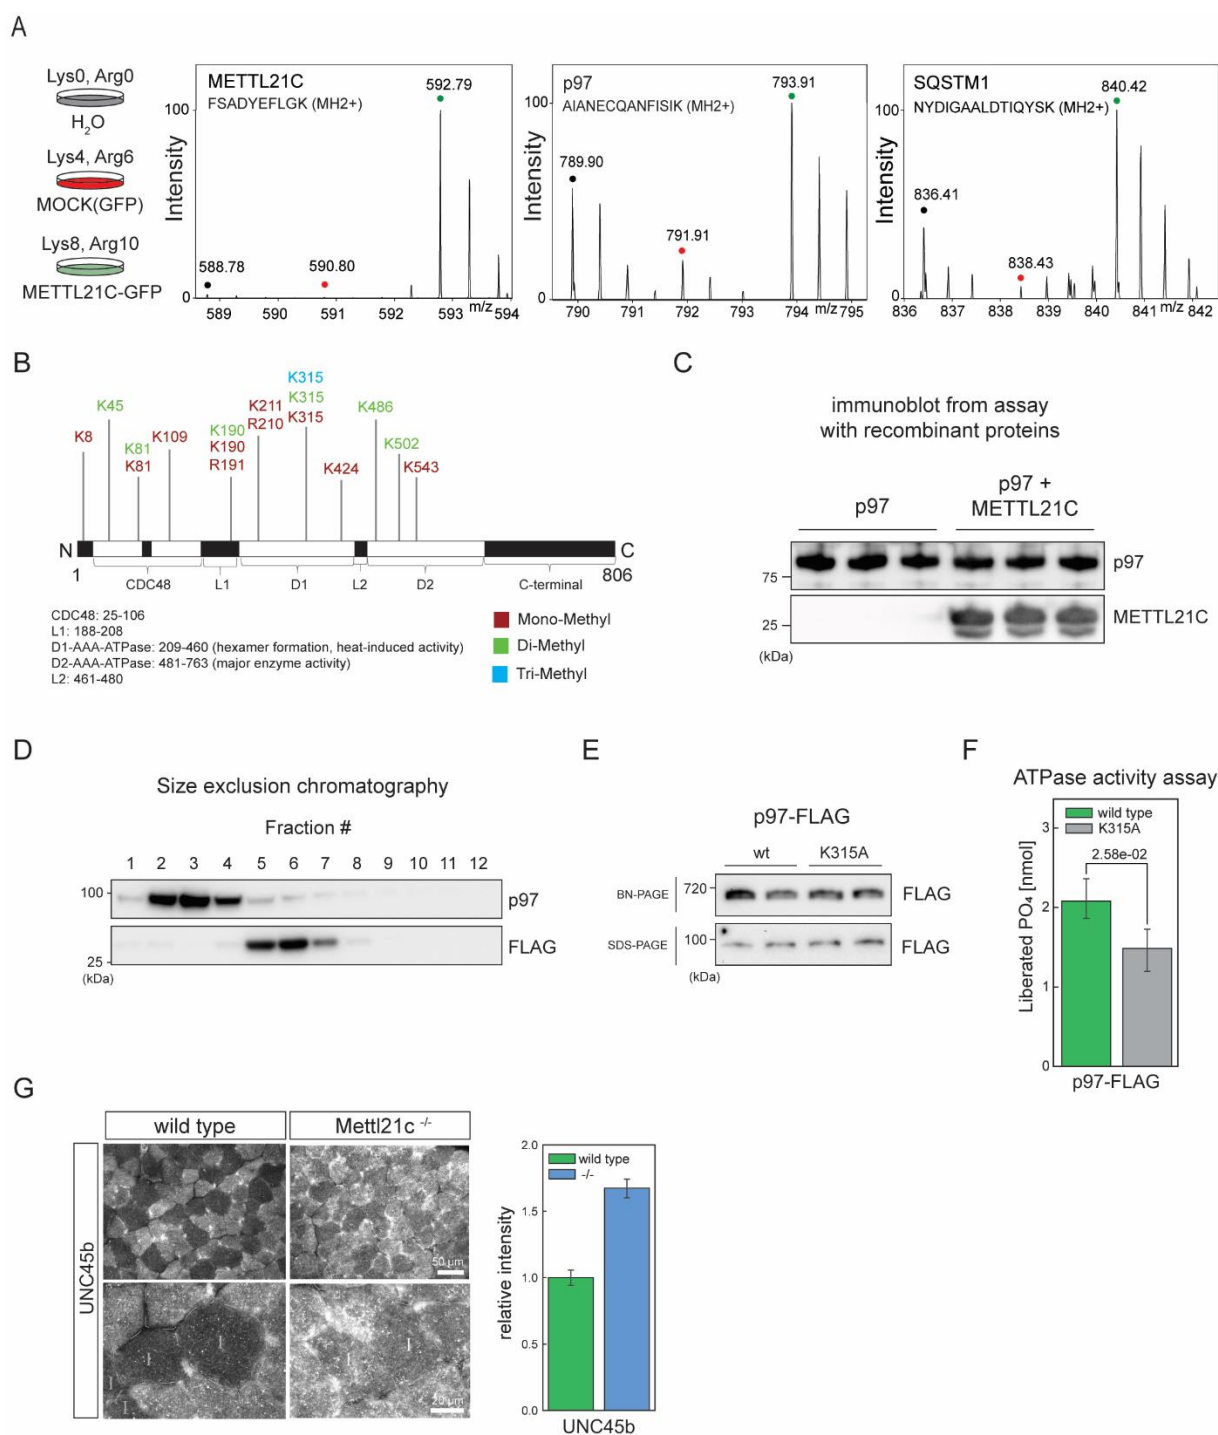 A
Lys0, Arg0
H2O
Lys4, Arg6
MOCK(GFP)
Lys8, Arg10
METTL21C-GFP
METTL21C
FSADYEFLGK (MH2+)
592.79
588.78
590.80
Intensity
100
0
589 590 591 592 593 594
m/z
p97
AIANECQANFISIK (MH2+)
793.91
789.90
791.91
Intensity
100
0
790 791 792 793 794 795
m/z
SQSTM1
NYDIGAALDTIQYSK (MH2+)
840.42
836.41
838.43
Intensity
100
0
836 837 838 839 840 841 842
m/z
B
K8
K45
K81
K81
K109
K190
K190
R191
K211
R210
K315
K315
K315
K424
K486
K502
K543
N
C
1
CDC48
L1
D1
L2
D2
C-terminal
806
CDC48: 25-106
L1: 188-208
D1-AAA-ATPase: 209-460 (hexamer formation, heat-induced activity)
D2-AAA-ATPase: 481-763 (major enzyme activity)
L2: 461-480
Mono-Methyl
Di-Methyl
Tri-Methyl
C
immunoblot from assay
with recombinant proteins
p97
p97 +
METTL21C
75
p97
25
METTL21C
(kDa)
D
Size exclusion chromatography
Fraction #
1 2 3 4 5 6 7 8 9 10 11 12
100
p97
FLAG
25
(kDa)
E
p97-FLAG
wt
K315A
BN-PAGE
720
FLAG
SDS-PAGE
100
FLAG
(kDa)
F
ATPase activity assay
wild type
K315A
2.58e-02
Liberated PO4 [nmol]
3
2
1
0
p97-FLAG
G
wild type
Mettl21c -/-
UNC45b
50 µm
20 µm
I
I
I
I
I
I
relative intensity
2.0
1.5
1.0
0.5
0.0
wild type
-/-
UNC45b